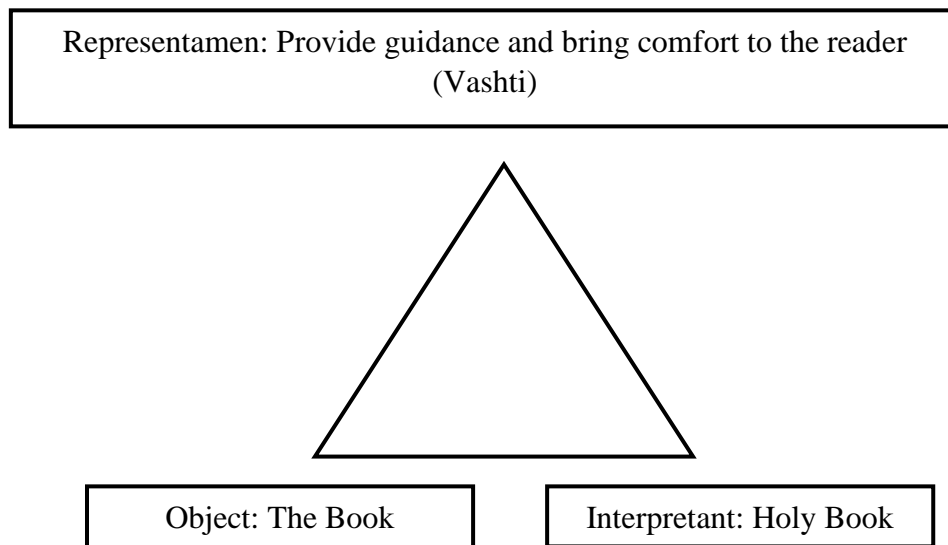 Representamen: Provide guidance and bring comfort to the reader
(Vashti)
Object: The Book
Interpretant: Holy Book